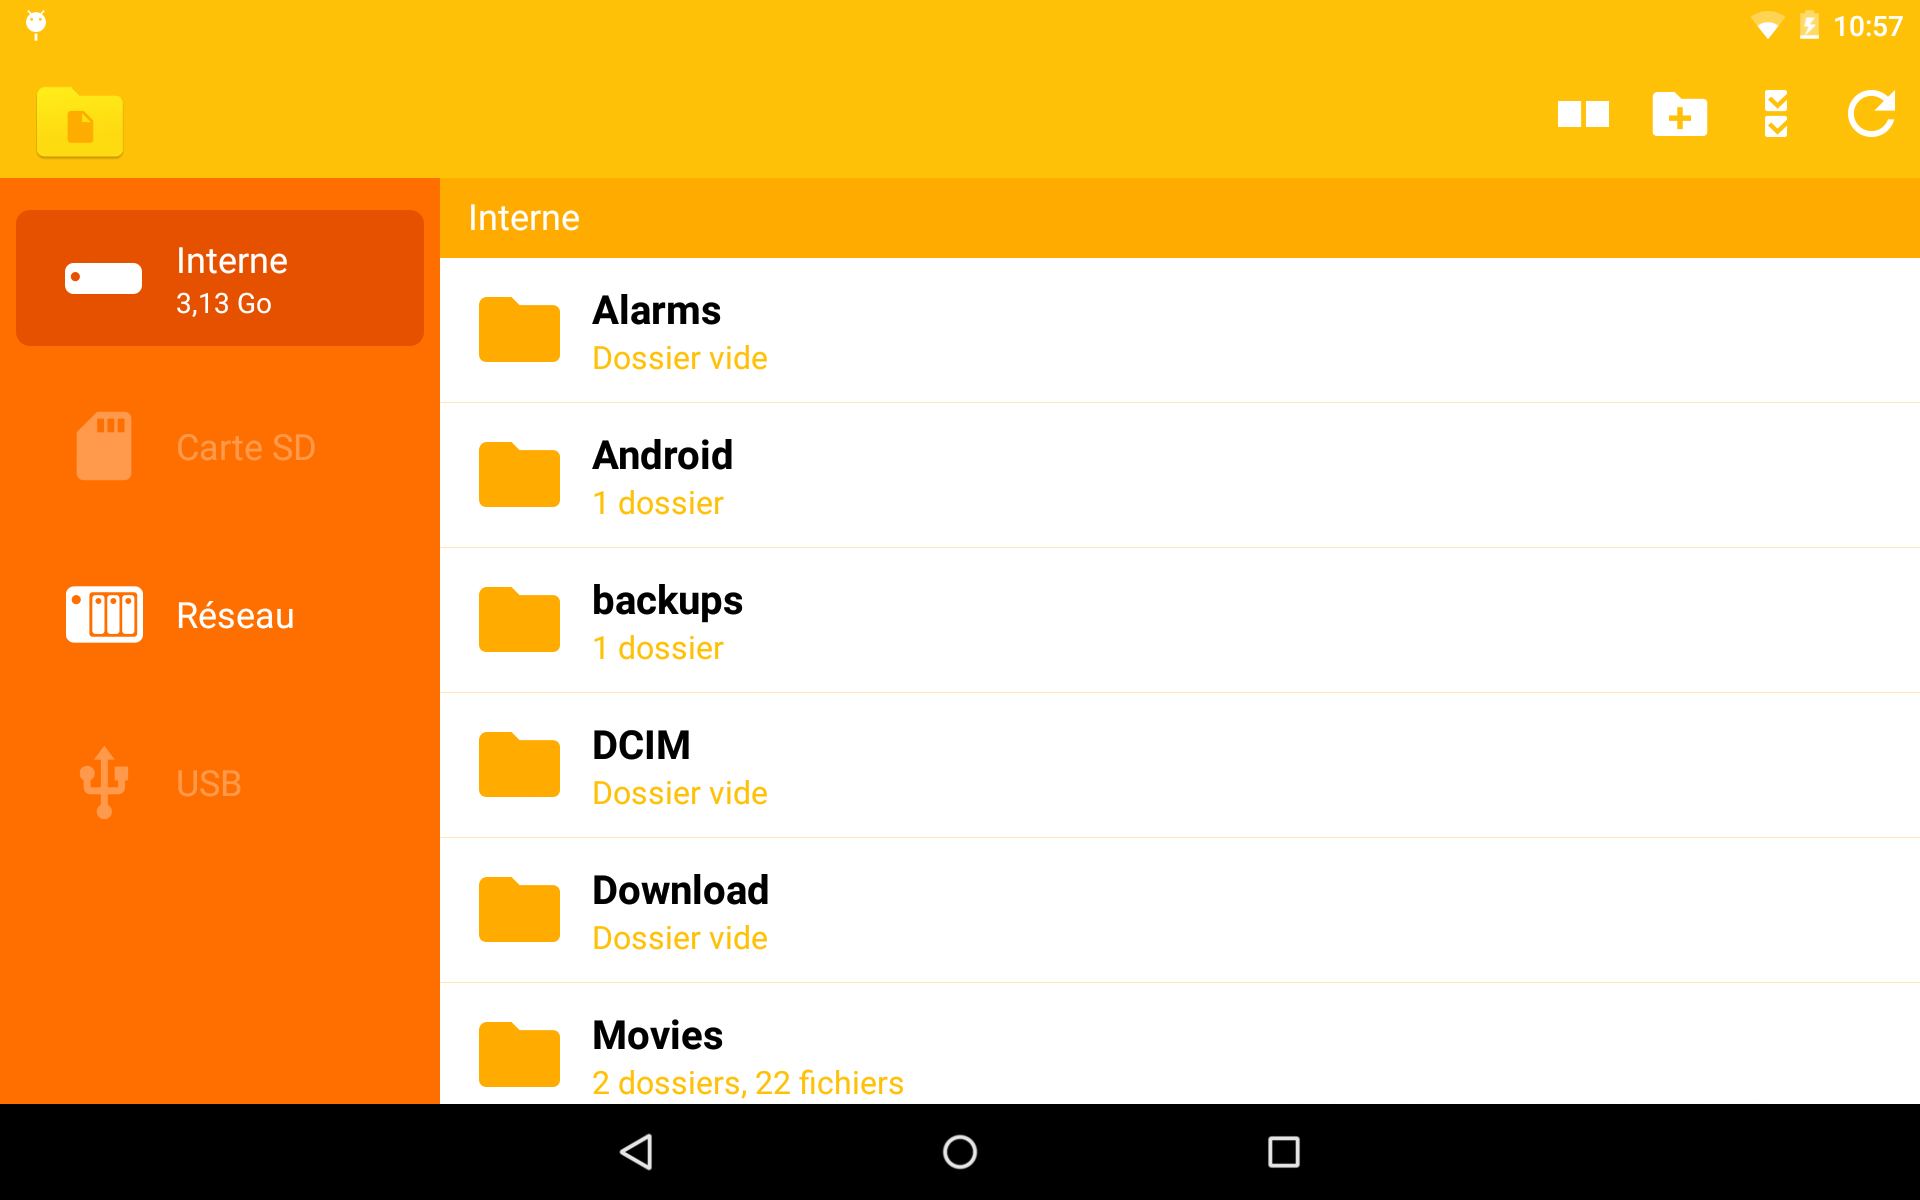 10:57
Interne
3,13 Go
Carte SD
Réseau
USB
Interne
Alarms
Dossier vide
Android
1 dossier
backups
1 dossier
DCIM
Dossier vide
Download
Dossier vide
Movies
2 dossiers, 22 fichiers